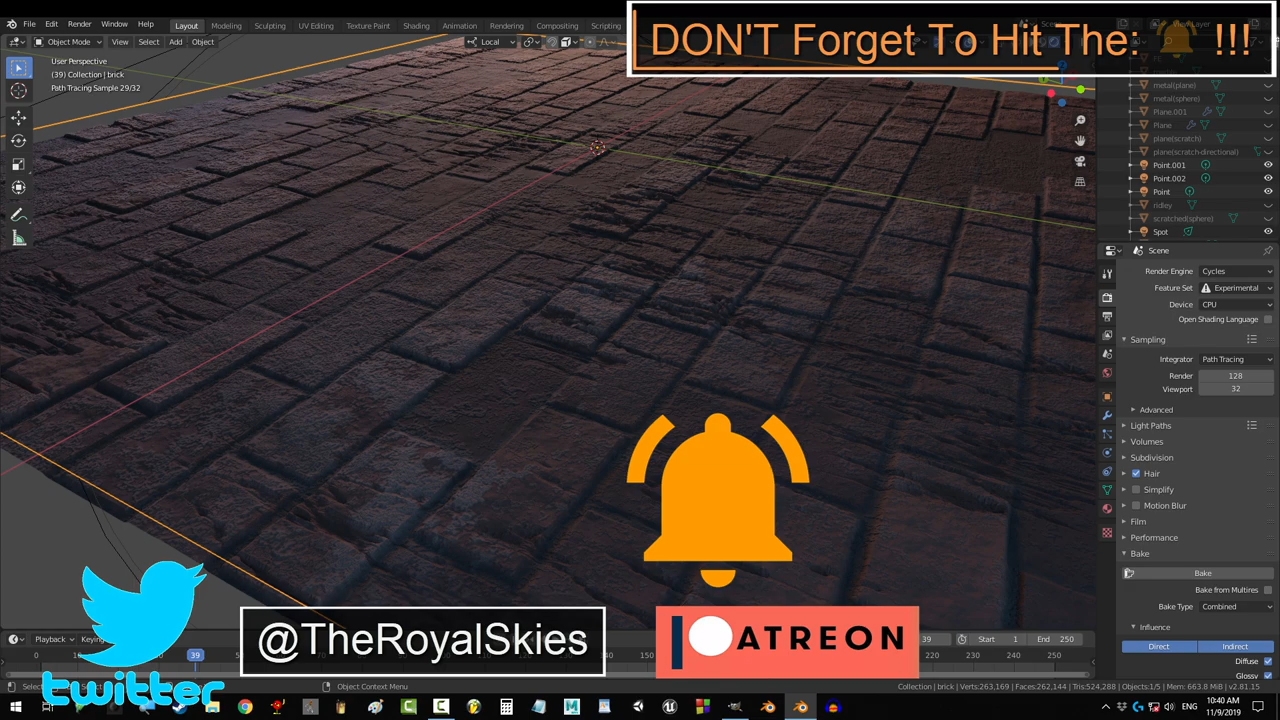 File Edit Render Window Help
Layout Modeling Sculpting UV Editing Texture Paint Shading Animation Rendering Compositing Scripting
DON'T Forget To Hit The: !!!
Object Mode View Select Add Object
Local
User Perspective
(39) Collection | brick
Path Tracing Sample 29/32
metal(plane)
metal(sphere)
Plane.001
Plane
plane(scratch)
plane(scratch-directional)
Point.001
Point.002
Point
ridley
scratched(sphere)
Spot
Scene
Render Engine Cycles
Feature Set Experimental
Device CPU
Open Shading Language
Sampling
Integrator Path Tracing
Render 128
Viewport 32
Advanced
Light Paths
Volumes
Subdivision
Hair
Simplify
Motion Blur
Film
Performance
Bake
Bake
Bake from Multires
Bake Type Combined
Influence
Direct Indirect
Diffuse
Glossy
twitter
@TheRoyalSkies
PATREON
Playback Keying
39 Start 1 End 250
0 39 140 170 200 210 220 230 240 250
Object Context Menu
Collection | brick | Verts:263,169 | Faces:262,144 | Tris:524,288 | Objects:1/5 | Mem: 663.8 MiB | v2.81.15
ENG
10:40 AM
11/9/2019